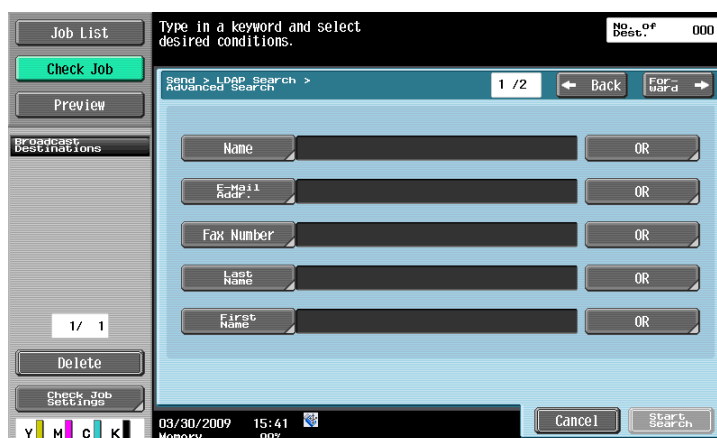 Job List
Check Job
Preview
Broadcast
Destinations
1/ 1
Delete
Check Job
Settings
Y M C K
Type in a keyword and select
desired conditions.
No. of
Dest. 000
Send > LDAP Search >
Advanced Search
1 /2
← Back
For-
ward →
Name
OR
E-Mail
Addr.
OR
Fax Number
OR
Last
Name
OR
First
Name
OR
03/30/2009 15:41
Memory 00%
Cancel
Start
Search